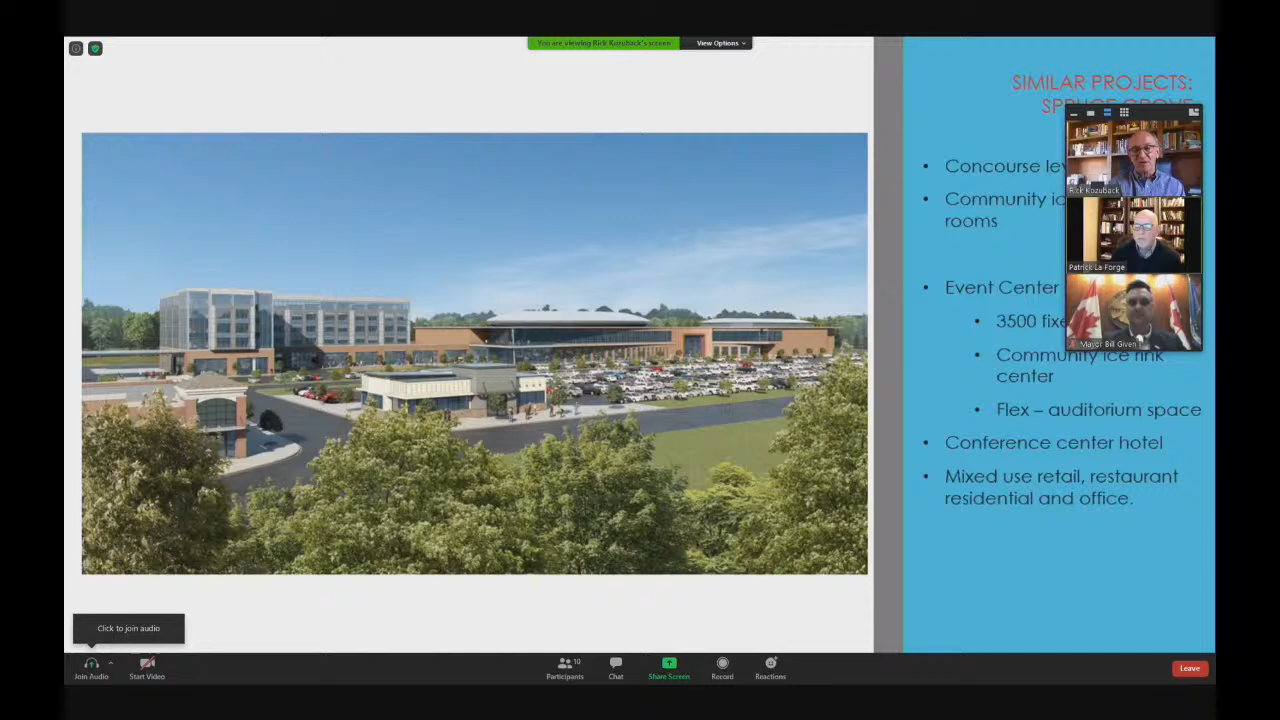 You are viewing Rick Kozuback's screen
View Options
SIMILAR PROJECTS:
SPRUCE GROVE
• Concourse
• Community
rooms
• Event Center
• 3500
• Community ice rink
center
• Flex – auditorium space
• Conference center hotel
• Mixed use retail, restaurant
residential and office.
Rick Kozuback
Patrick La Forge
Mayor Bill Given
Click to join audio
Join Audio
Start Video
10
Participants
Chat
Share Screen
Record
Reactions
Leave